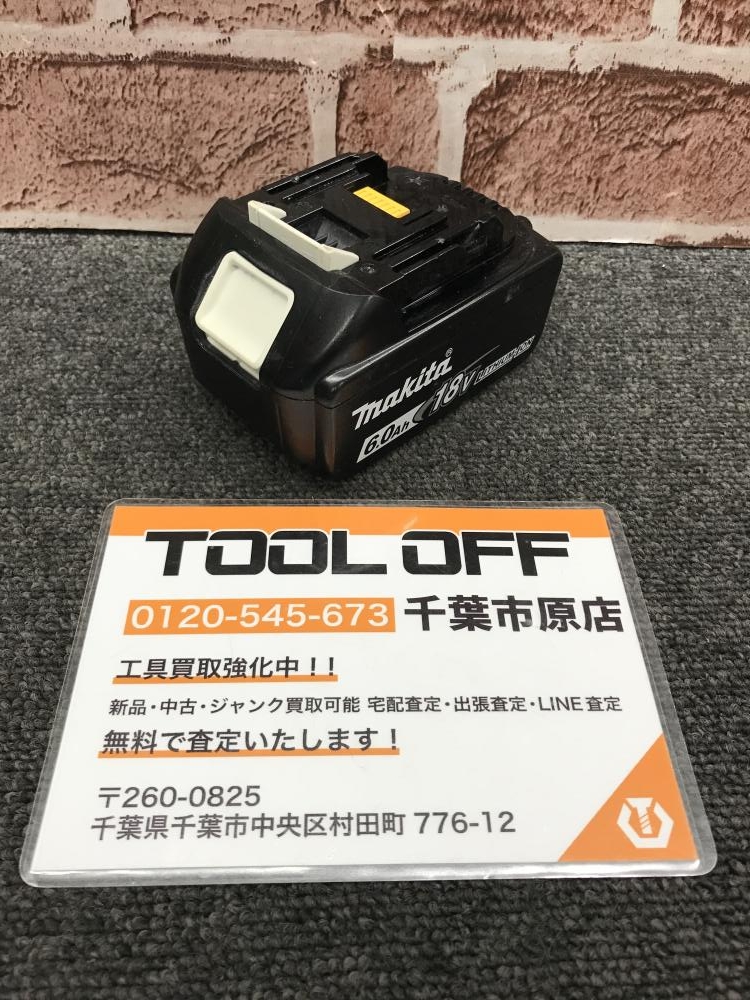 makita®
6.0Ah 18V LITHIUM-ION
TOOL OFF
0120-545-673 千葉市原店
工具買取強化中!!
新品・中古・ジャンク買取可能 宅配査定・出張査定・LINE査定
無料で査定いたします!
〒260-0825
千葉県千葉市中央区村田町 776-12